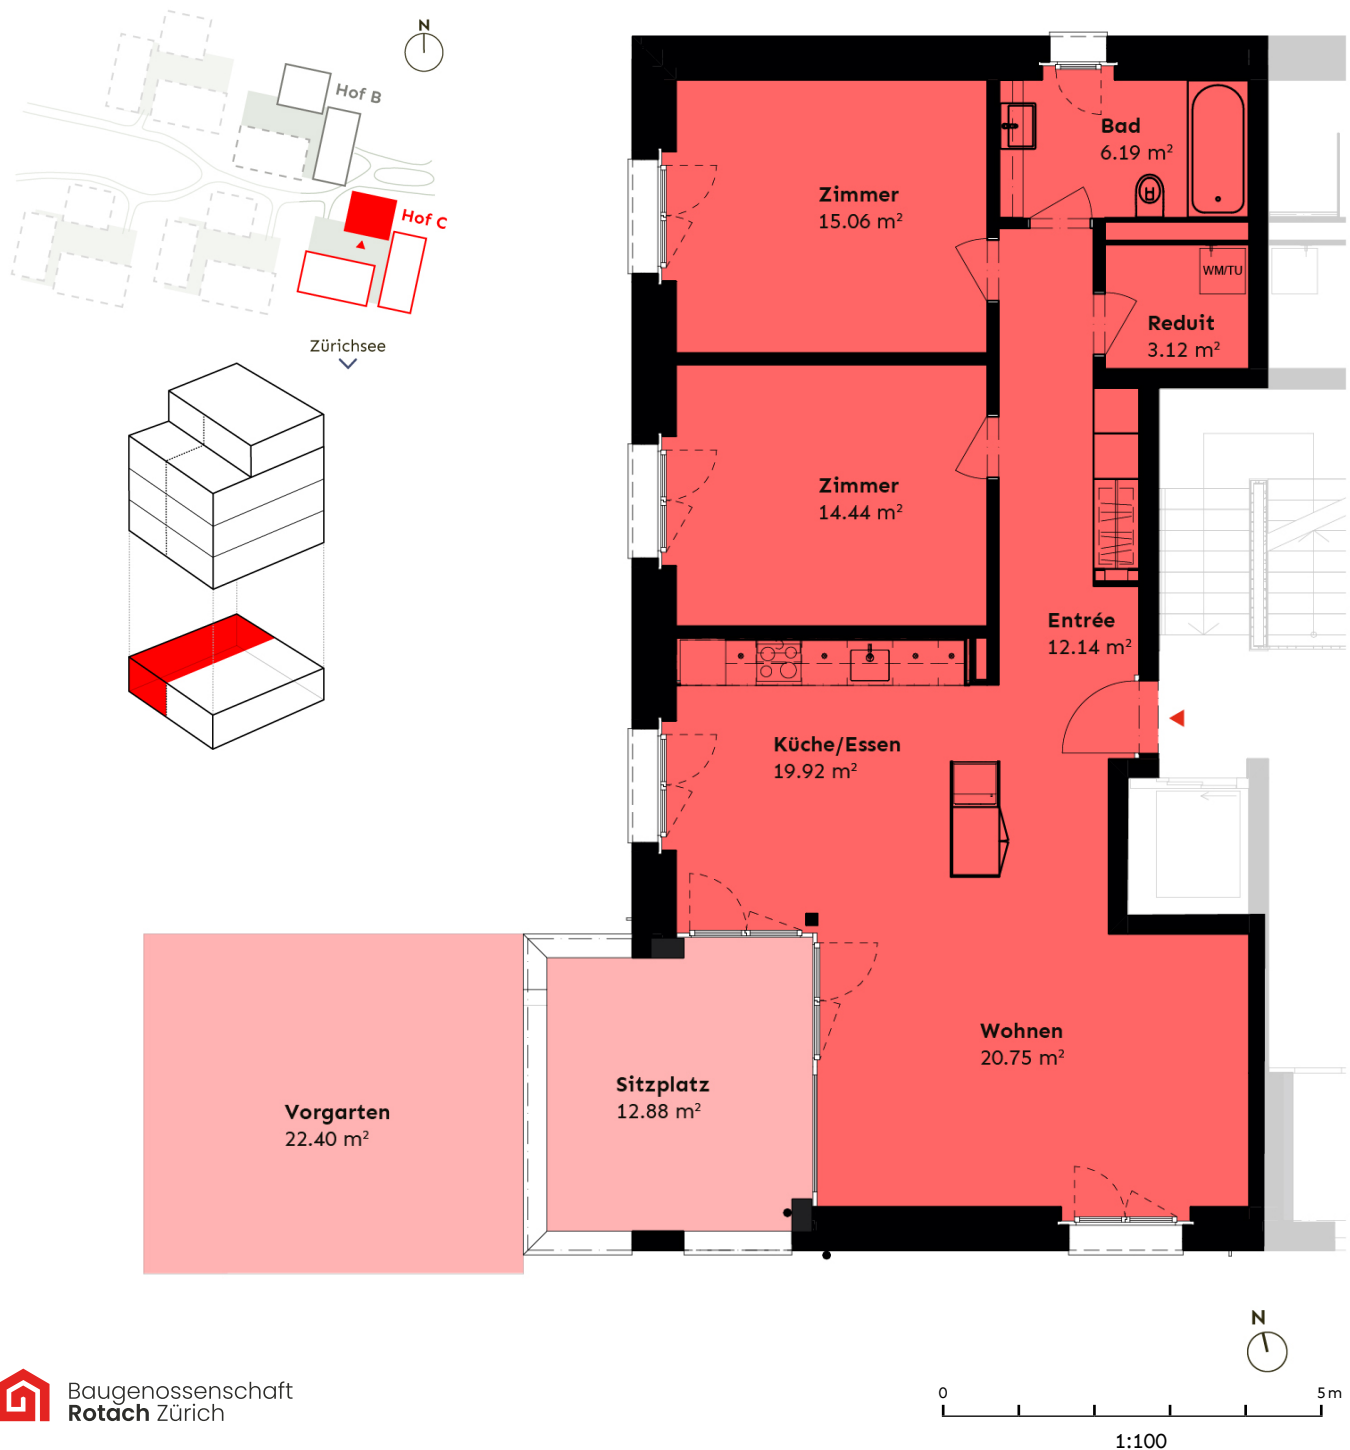 N
Hof B
Hof C
Zürichsee
Bad
6.19 m²
Zimmer
15.06 m²
WM/TU
Reduit
3.12 m²
Zimmer
14.44 m²
Entrée
12.14 m²
Küche/Essen
19.92 m²
Wohnen
20.75 m²
Sitzplatz
12.88 m²
Vorgarten
22.40 m²
N
0 5 m
1:100
Baugenossenschaft
Rotach Zürich